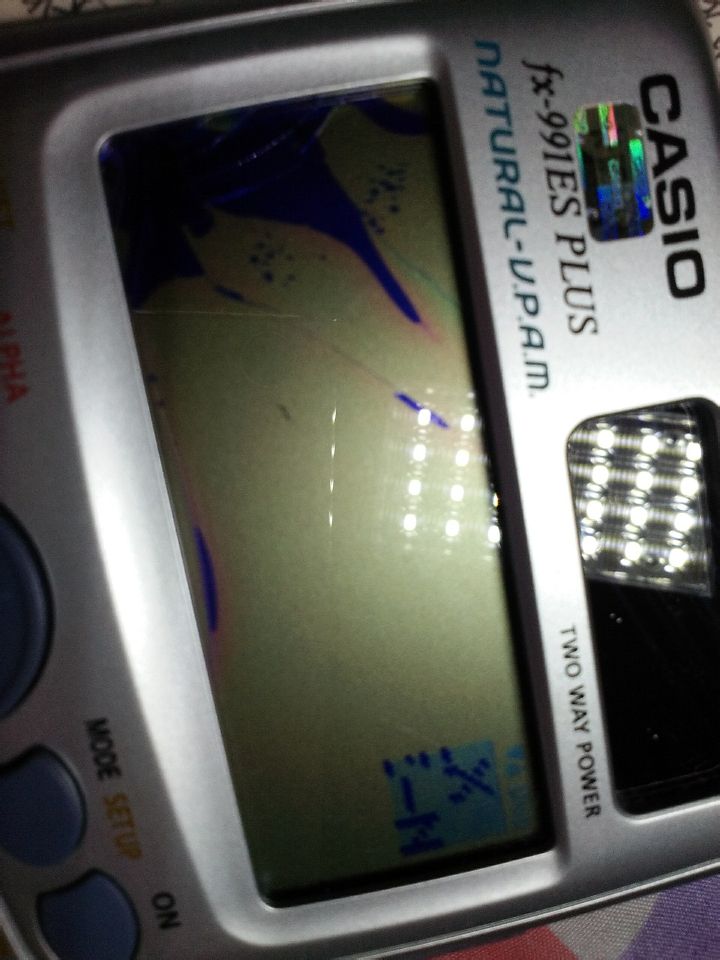 CASIO
fx-991ES PLUS
NATURAL-V.P.A.M.
TWO WAY POWER
ALPHA
MODE SETUP
ON